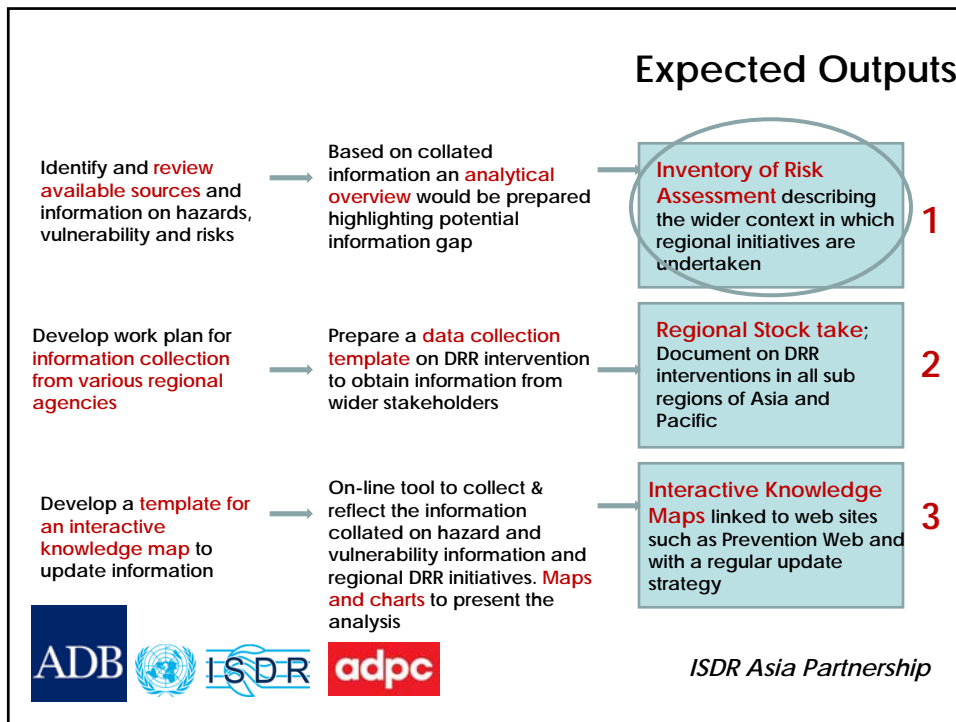 Expected Outputs
Identify and review
available sources and
information on hazards,
vulnerability and risks
Based on collated
information an analytical
overview would be prepared
highlighting potential
information gap
Inventory of Risk
Assessment describing
the wider context in which
regional initiatives are
undertaken
1
Develop work plan for
information collection
from various regional
agencies
Prepare a data collection
template on DRR intervention
to obtain information from
wider stakeholders
Regional Stock take;
Document on DRR
interventions in all sub
regions of Asia and
Pacific
2
Develop a template for
an interactive
knowledge map to
update information
On-line tool to collect &
reflect the information
collated on hazard and
vulnerability information and
regional DRR initiatives. Maps
and charts to present the
analysis
Interactive Knowledge
Maps linked to web sites
such as Prevention Web and
with a regular update
strategy
3
ADB
ISDR
adpc
ISDR Asia Partnership